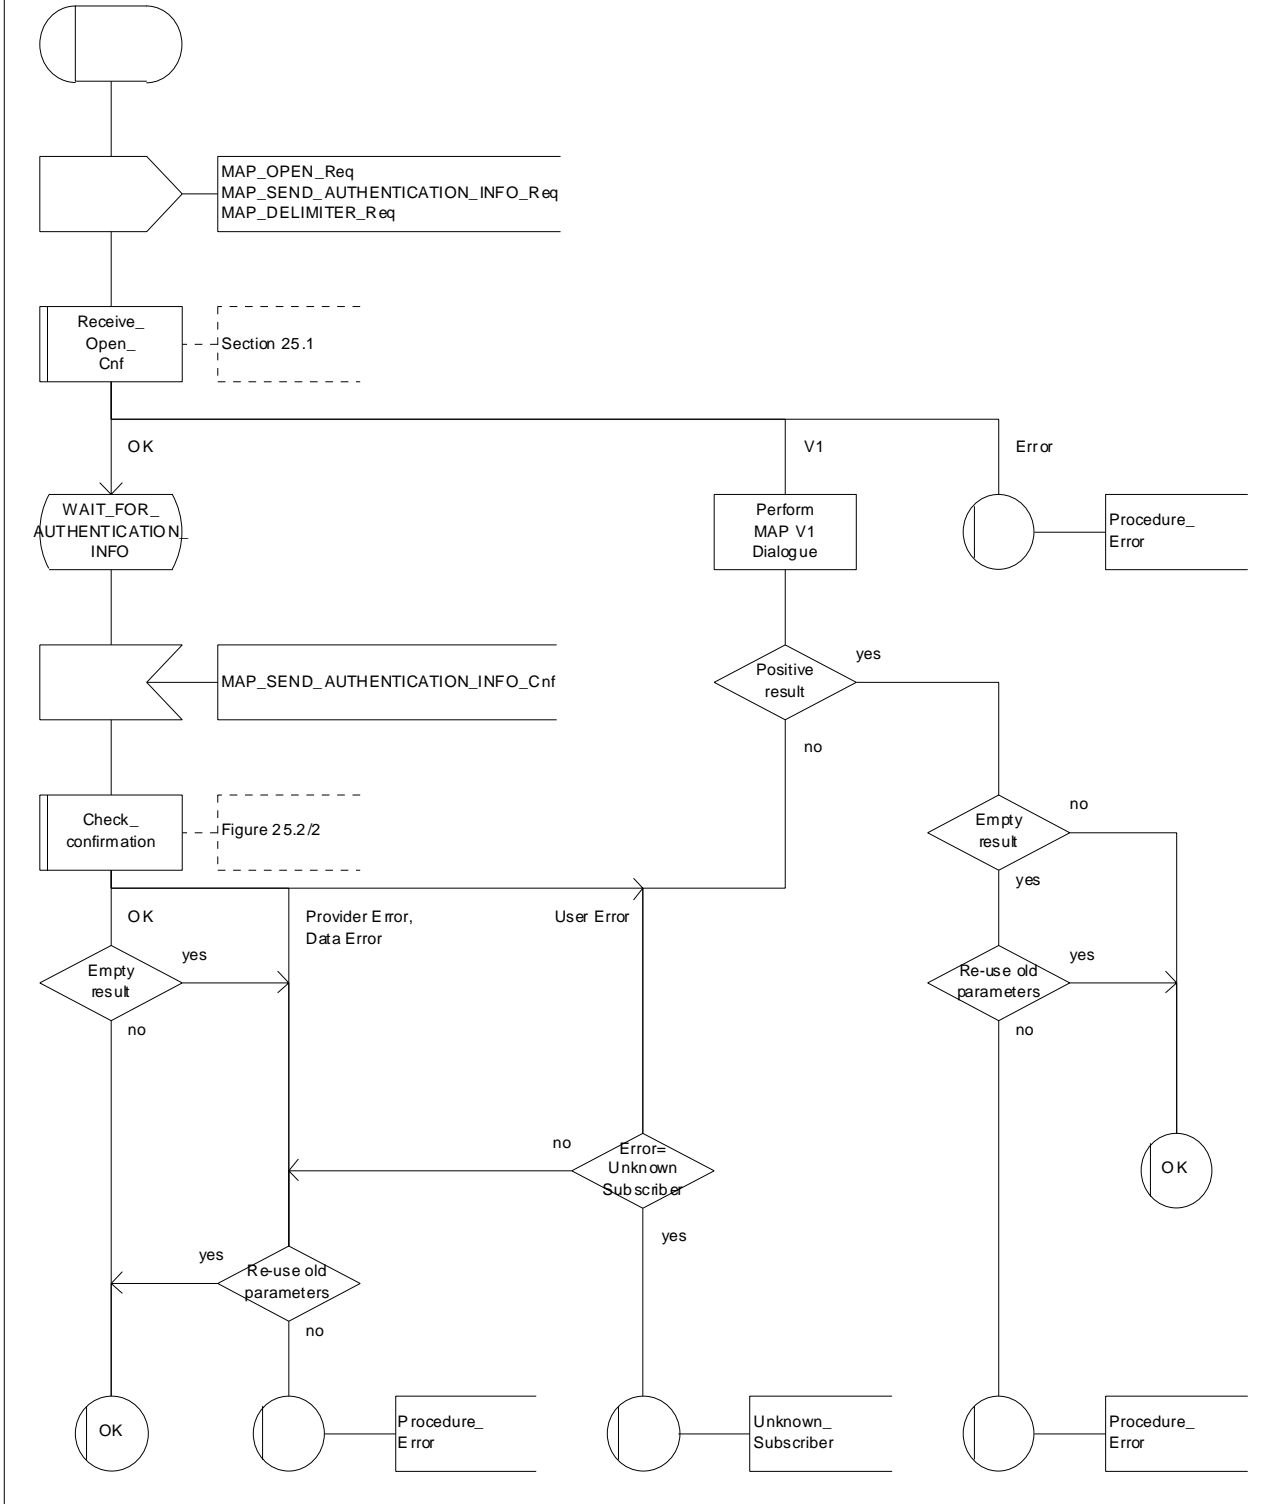 MAP_OPEN_Req
MAP_SEND_AUTHENTICATION_INFO_Req
MAP_DELIMITER_Req
Receive_
Open_
Cnf
Section 25.1
OK
V1
Error
WAIT_FOR_
AUTHENTICATION_
INFO
Perform
MAP V1
Dialogue
Procedure_
Error
MAP_SEND_AUTHENTICATION_INFO_Cnf
Positive
result
yes
no
Check_
confirmation
Figure 25.2/2
Empty
result
no
yes
OK
Provider Error,
Data Error
User Error
Empty
result
yes
no
Re-use old
parameters
yes
no
Error=
Unknown
Subscriber
no
yes
OK
Re-use old
parameters
yes
no
OK
Procedure_
Error
Unknown_
Subscriber
Procedure_
Error